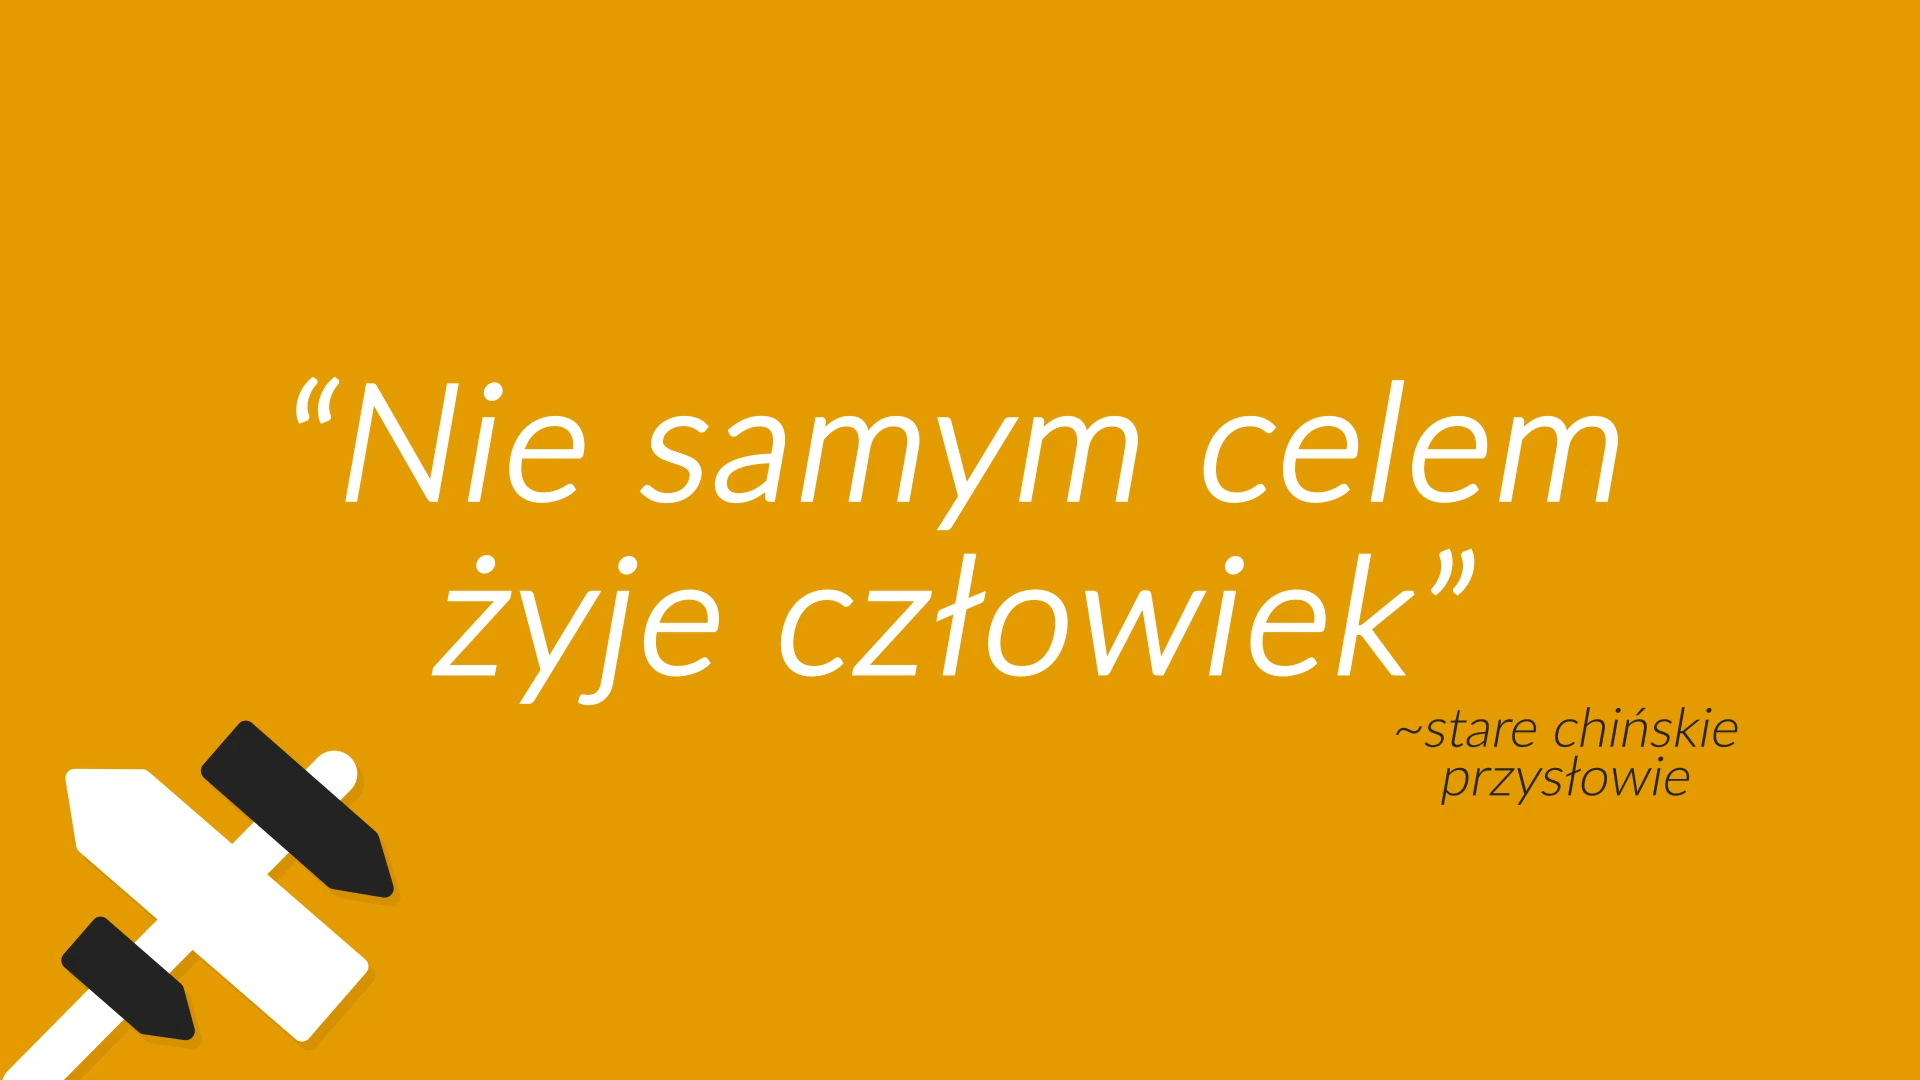 “Nie samym celem
żyje człowiek”
~stare chińskie
przysłowie